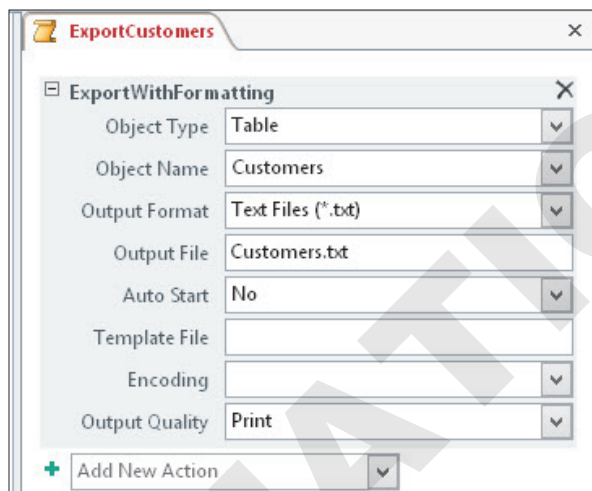 ExportCustomers
ExportWithFormatting
Object Type Table
Object Name Customers
Output Format Text Files (*.txt)
Output File Customers.txt
Auto Start No
Template File
Encoding
Output Quality Print
Add New Action